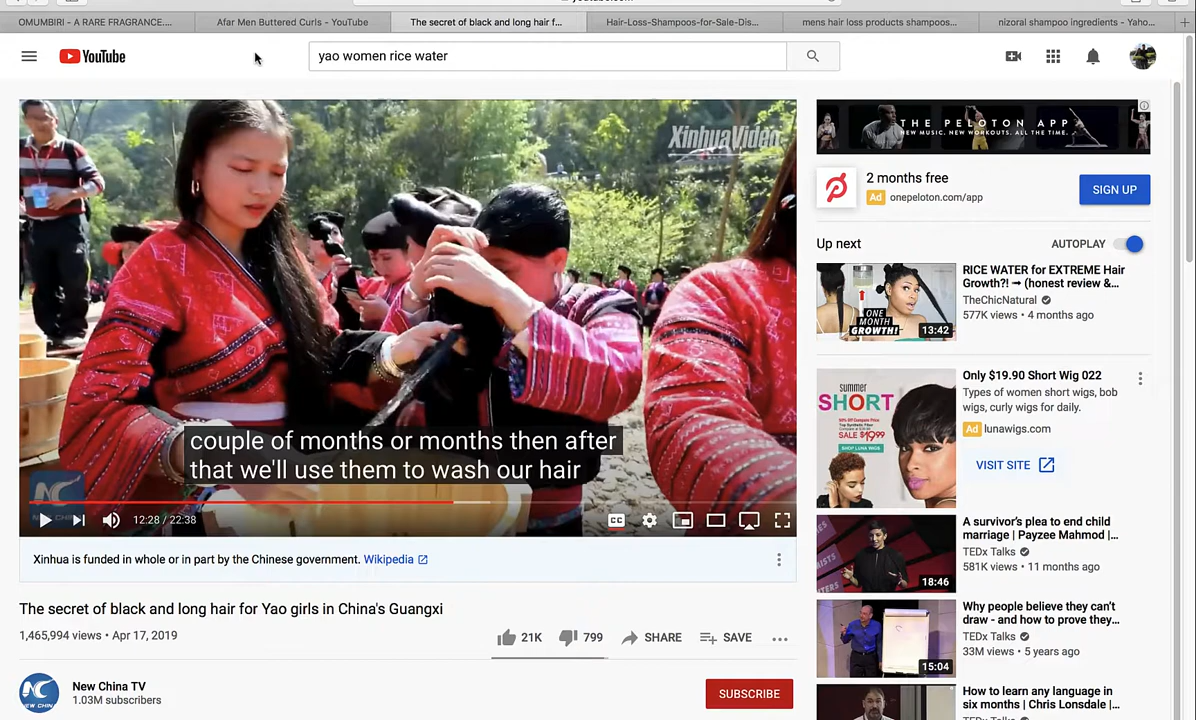 youtube.com
OMUMBIRI - A RARE FRAGRANCE....
Afar Men Buttered Curls - YouTube
The secret of black and long hair f...
Hair-Loss-Shampoos-for-Sale-Dis...
mens hair loss products shampoos...
nizoral shampoo ingredients - Yaho...
YouTube
yao women rice water
XinhuaVideo
couple of months or months then after
that we'll use them to wash our hair
12:28 / 22:38
CC
Xinhua is funded in whole or in part by the Chinese government. Wikipedia
The secret of black and long hair for Yao girls in China's Guangxi
1,465,994 views • Apr 17, 2019
21K
799
SHARE
SAVE
NC
New China TV
1.03M subscribers
SUBSCRIBE
THE PELOTON APP
NEW MUSIC. NEW WORKOUTS. ALL THE TIME.
2 months free
Ad onepeloton.com/app
SIGN UP
Up next
AUTOPLAY
ONE
MONTH
GROWTH!
13:42
RICE WATER for EXTREME Hair
Growth?! → (honest review &...
TheChicNatural
577K views • 4 months ago
summer
SHORT
SALE $19.99
Only $19.90 Short Wig 022
Types of women short wigs, bob
wigs, curly wigs for daily.
Ad lunawigs.com
VISIT SITE
18:46
A survivor's plea to end child
marriage | Payzee Mahmod |...
TEDx Talks
581K views • 11 months ago
15:04
Why people believe they can't
draw - and how to prove they...
TEDx Talks
33M views • 5 years ago
How to learn any language in
six months | Chris Lonsdale |...
TEDx Talks